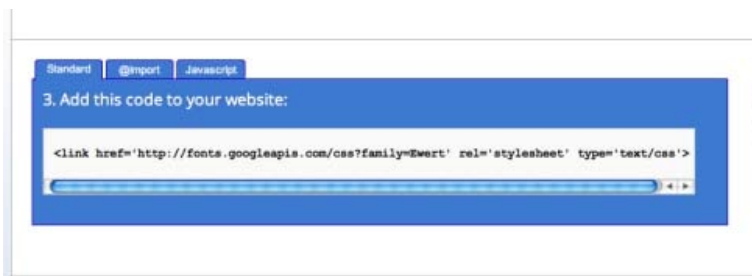 Standard @import Javascript
3. Add this code to your website:
<link href='http://fonts.googleapis.com/css?family=Ewert' rel='stylesheet' type='text/css'>